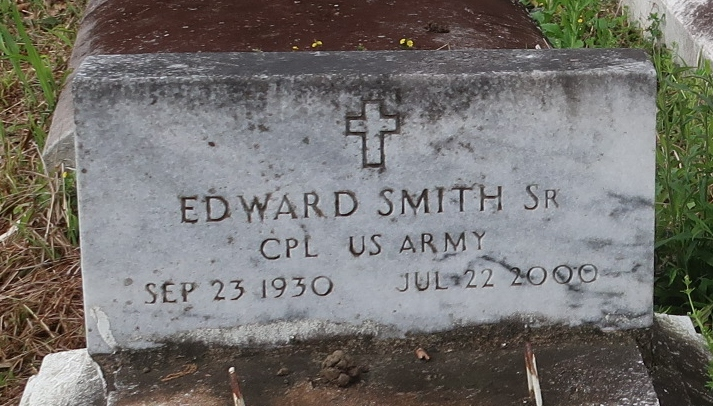 EDWARD SMITH SR
CPL US ARMY
SEP 23 1930 JUL 22 2000